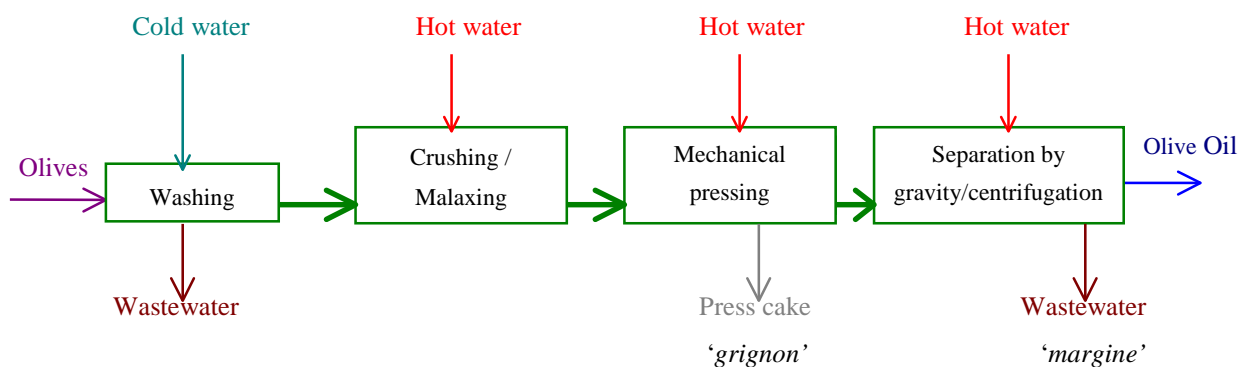 Cold water
Hot water
Hot water
Hot water
Olives
Washing
Crushing /
Malaxing
Mechanical
pressing
Separation by
gravity/centrifugation
Olive Oil
Wastewater
Press cake
‘grignon’
Wastewater
‘margine’